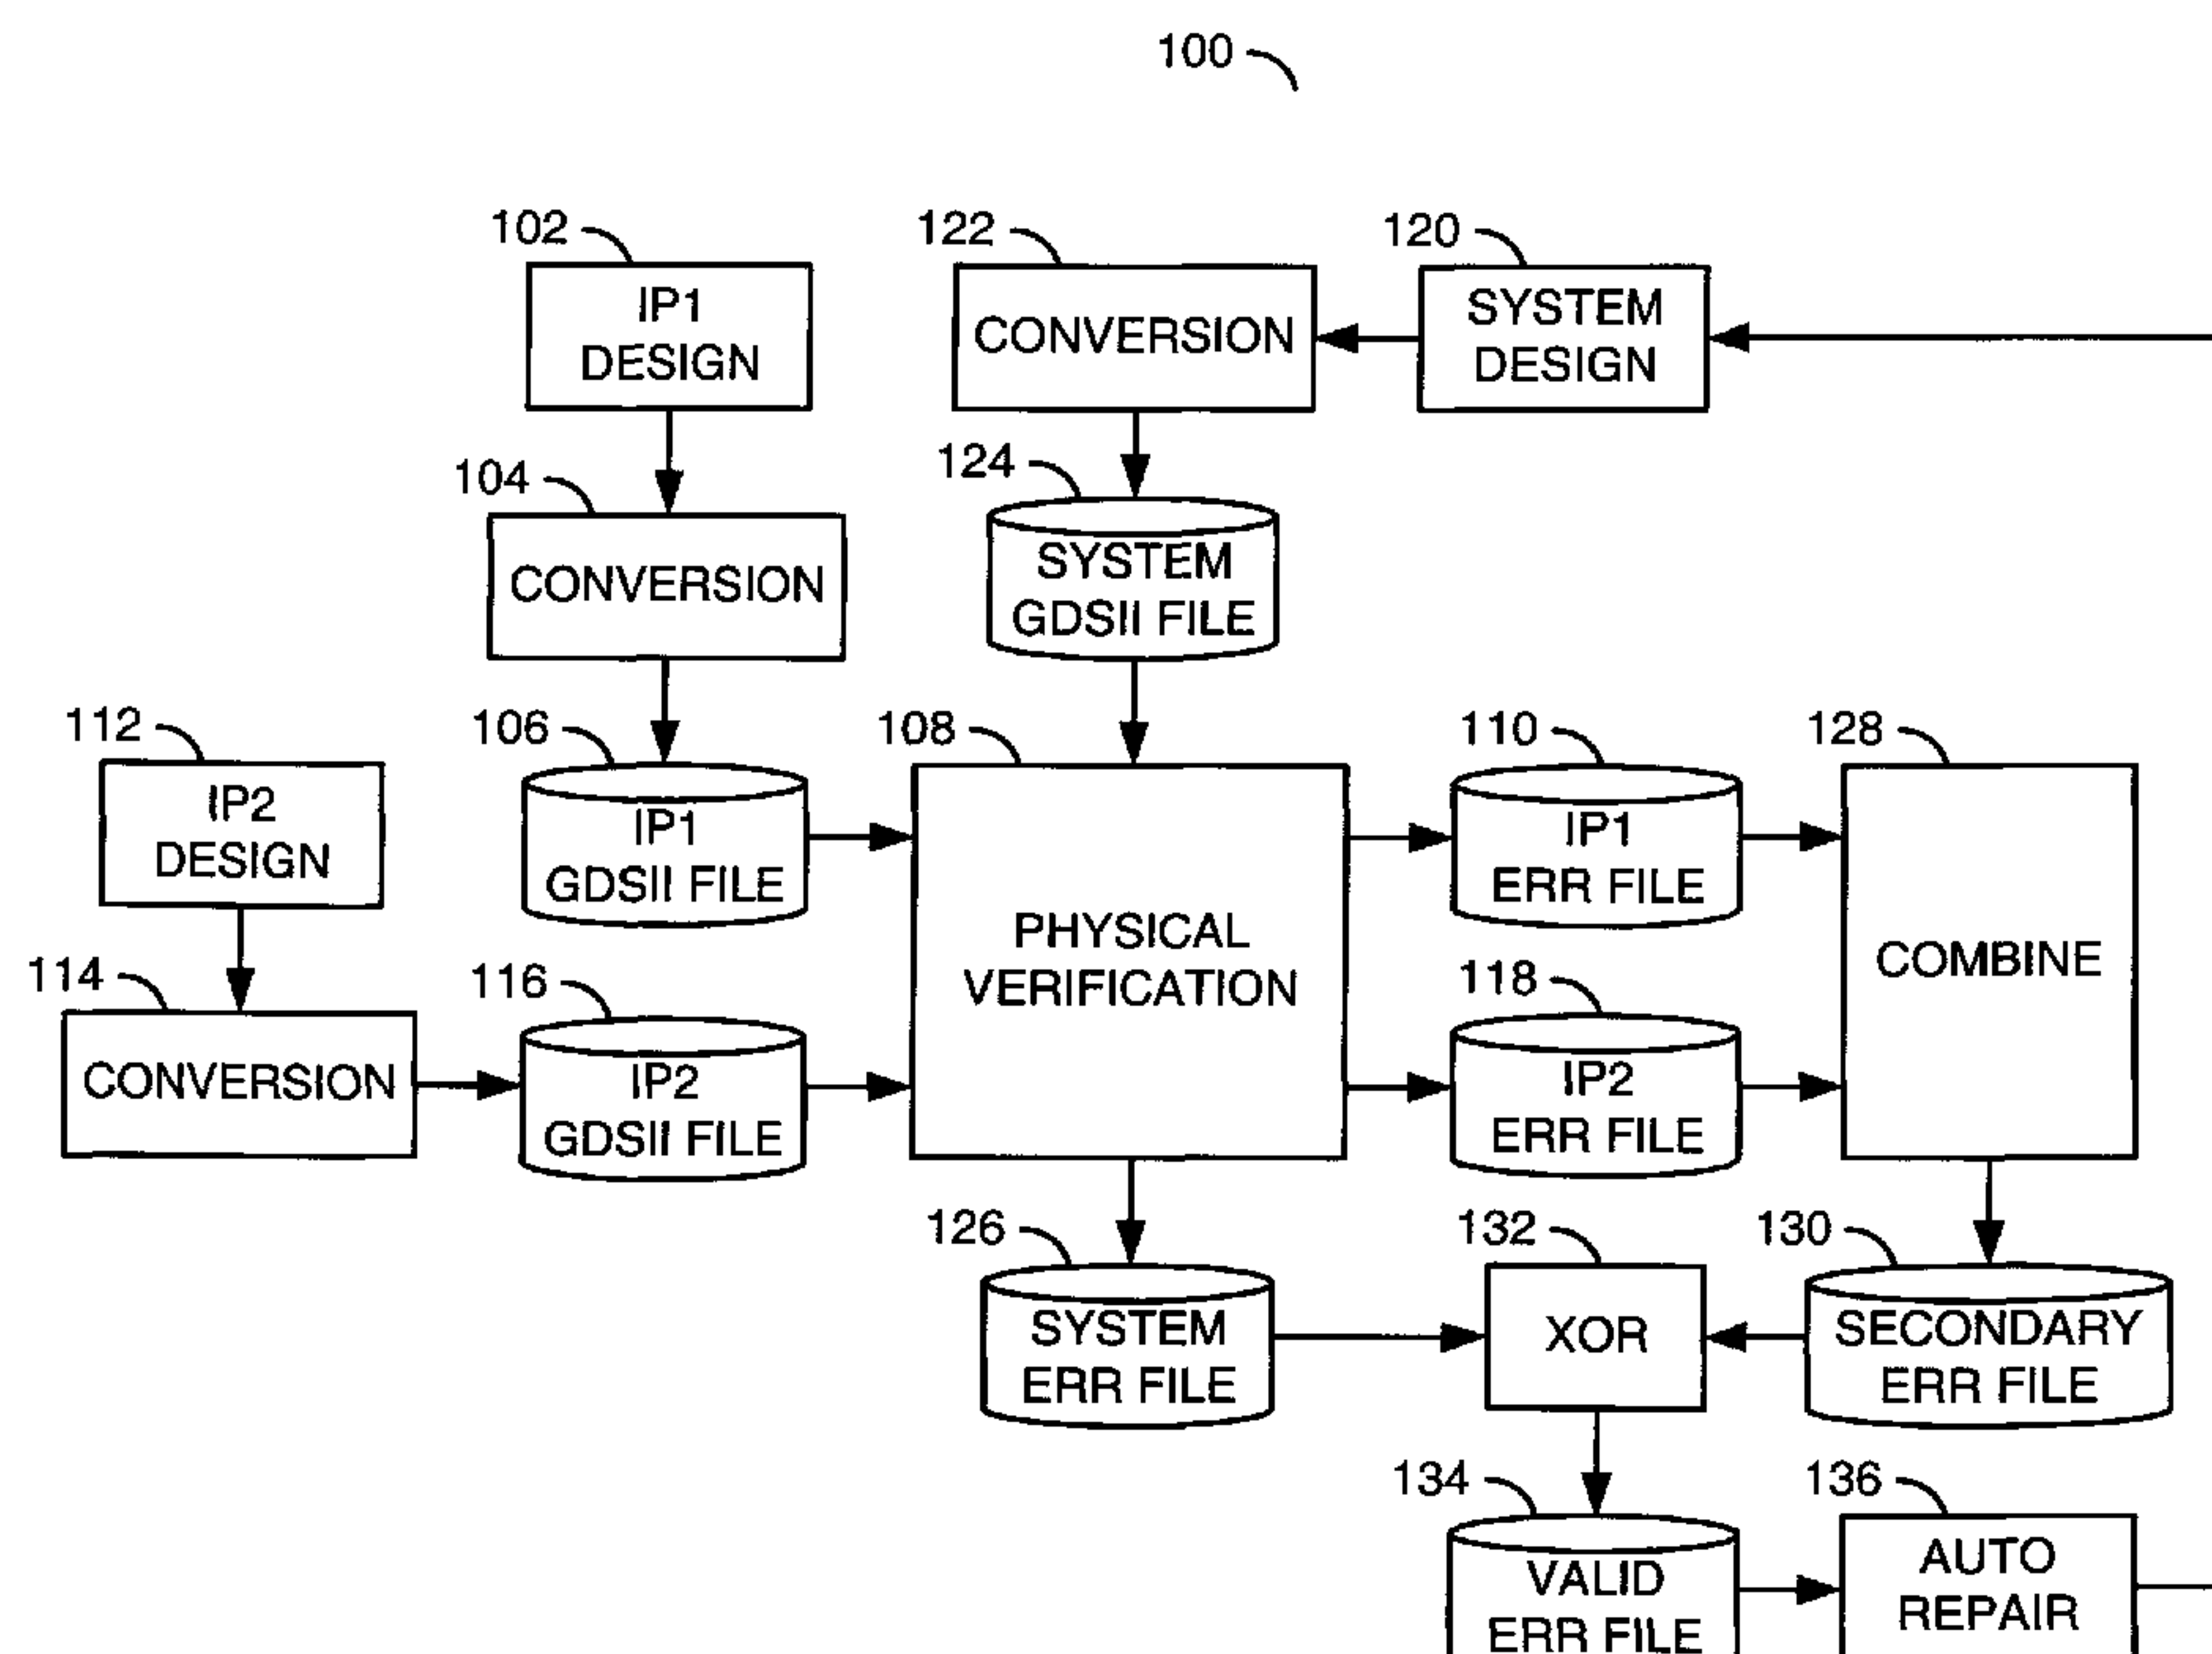 100
102
122
120
IP1
DESIGN
CONVERSION
SYSTEM
DESIGN
104
124
CONVERSION
SYSTEM
GDSII FILE
112
106
108
110
128
IP2
DESIGN
IP1
GDSII FILE
PHYSICAL
VERIFICATION
IP1
ERR FILE
COMBINE
114
116
118
CONVERSION
IP2
GDSII FILE
IP2
ERR FILE
126
132
130
SYSTEM
ERR FILE
XOR
SECONDARY
ERR FILE
134
136
VALID
ERR FILE
AUTO
REPAIR